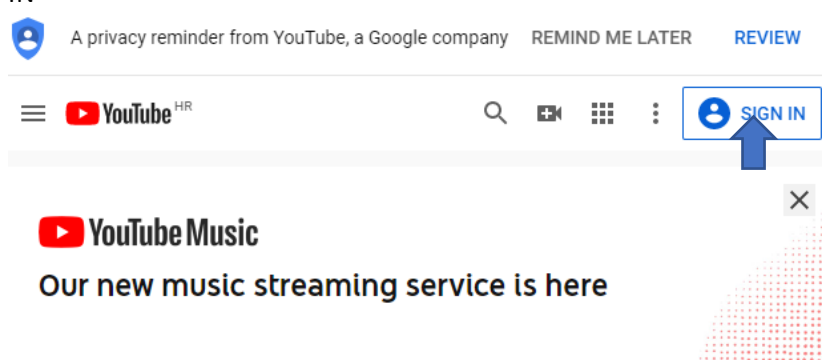 IN
A privacy reminder from YouTube, a Google company REMIND ME LATER REVIEW
YouTube HR SIGN IN
YouTube Music
Our new music streaming service is here